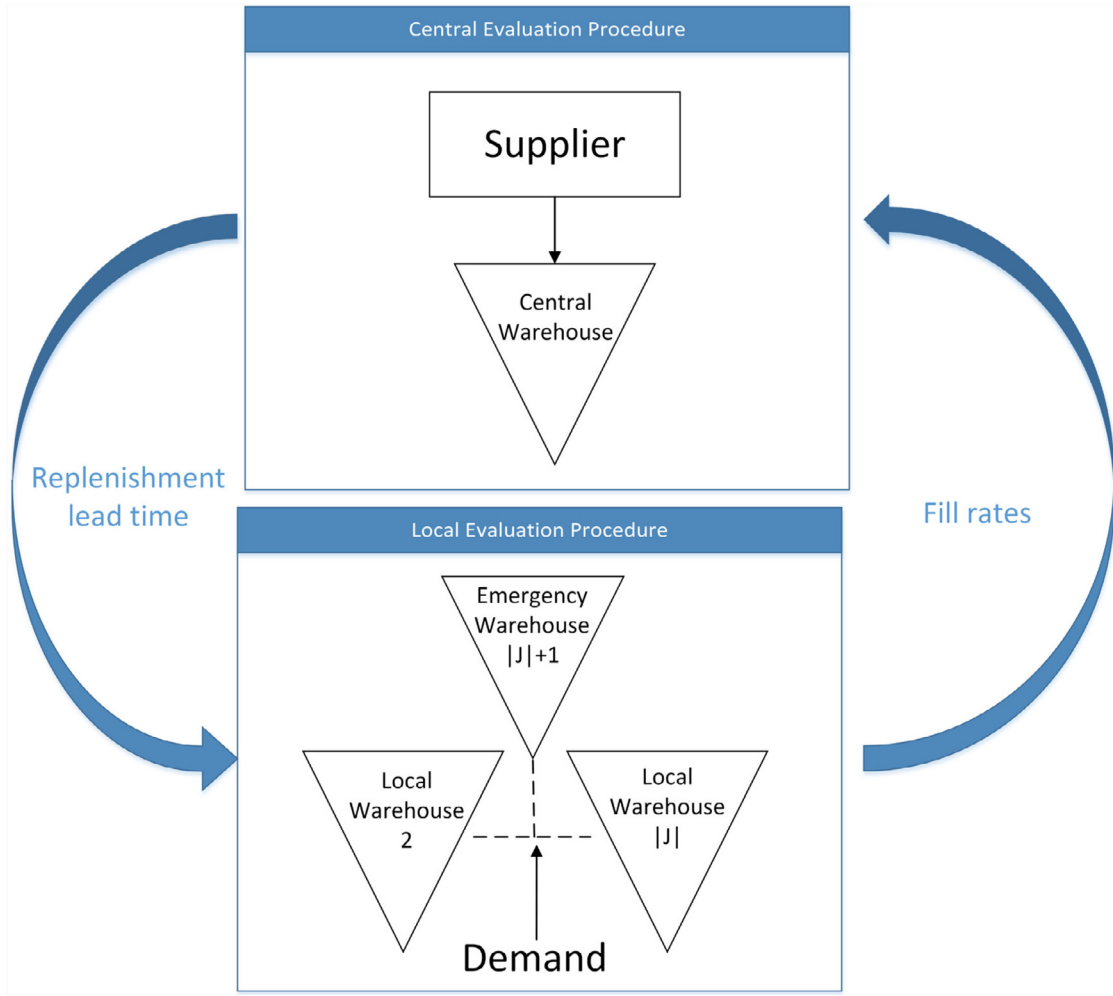 Central Evaluation Procedure
Supplier
Central
Warehouse
Replenishment
lead time
Fill rates
Local Evaluation Procedure
Emergency
Warehouse
|J|+1
Local
Warehouse
2
Local
Warehouse
|J|
Demand